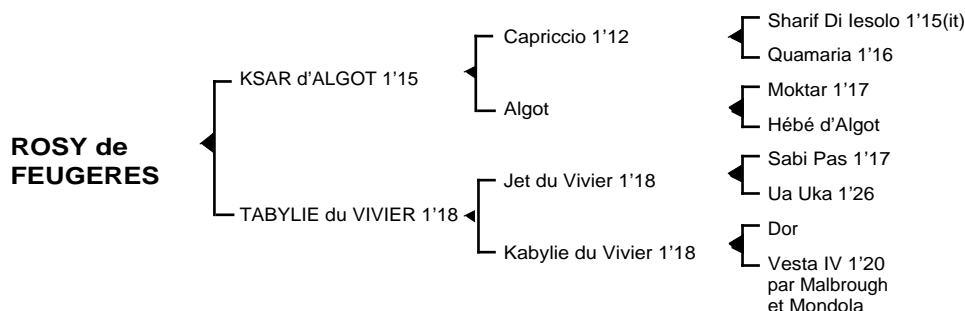 ROSY de
FEUGERES
KSAR d'ALGOT 1'15
TABYLIE du VIVIER 1'18
Capriccio 1'12
Algot
Jet du Vivier 1'18
Kabylie du Vivier 1'18
Sharif Di Iesolo 1'15(it)
Quamaria 1'16
Moktar 1'17
Hébé d'Algot
Sabi Pas 1'17
Ua Uka 1'26
Dor
Vesta IV 1'20
par Malbrough
et Mondola